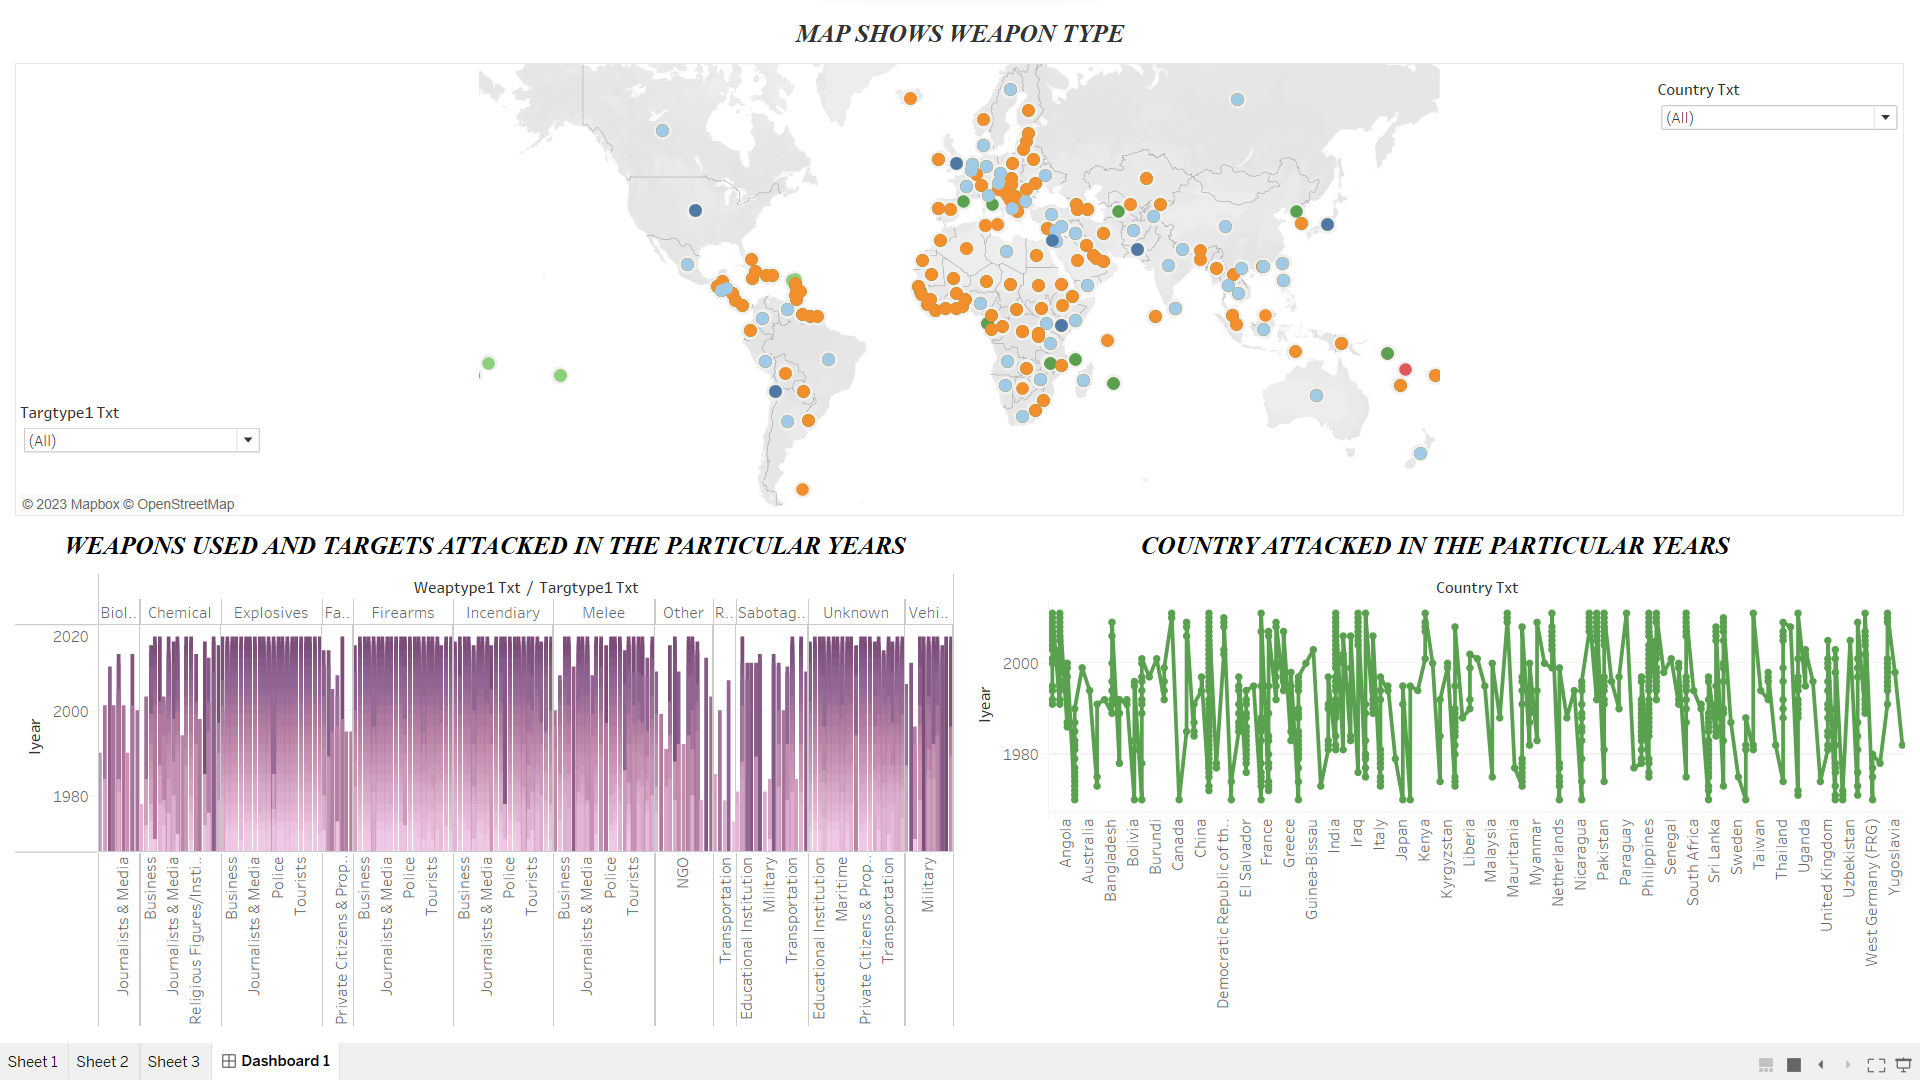 MAP SHOWS WEAPON TYPE
Country Txt
(All)
Targtype1 Txt
(All)
© 2023 Mapbox © OpenStreetMap
WEAPONS USED AND TARGETS ATTACKED IN THE PARTICULAR YEARS
Weaptype1 Txt / Targtype1 Txt
Biol.. Chemical Explosives Fa.. Firearms Incendiary Melee Other R.. Sabotag.. Unknown Vehi..
2020
2000
1980
Iyear
Journalists & Media
Business
Journalists & Media
Religious Figures/Insti..
Business
Journalists & Media
Police
Tourists
Private Citizens & Prop..
Business
Journalists & Media
Police
Tourists
Business
Journalists & Media
Police
Tourists
Business
Journalists & Media
Police
Tourists
NGO
Transportation
Educational Institution
Military
Transportation
Educational Institution
Maritime
Private Citizens & Prop..
Transportation
Military
COUNTRY ATTACKED IN THE PARTICULAR YEARS
Country Txt
2000
1980
Iyear
Angola
Australia
Bangladesh
Bolivia
Burundi
Canada
China
Democratic Republic of th..
El Salvador
France
Greece
Guinea-Bissau
India
Iraq
Italy
Japan
Kenya
Kyrgyzstan
Liberia
Malaysia
Mauritania
Myanmar
Netherlands
Nicaragua
Pakistan
Paraguay
Philippines
Senegal
South Africa
Sri Lanka
Sweden
Taiwan
Thailand
Uganda
United Kingdom
Uzbekistan
West Germany (FRG)
Yugoslavia
Sheet 1 Sheet 2 Sheet 3 Dashboard 1